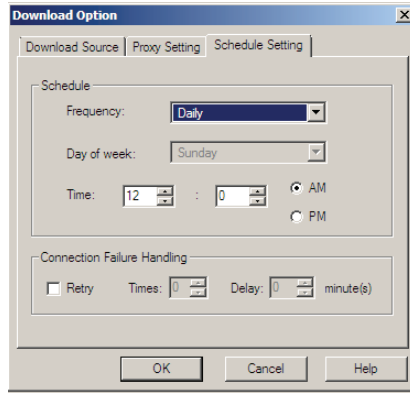 Download Option
Download Source Proxy Setting Schedule Setting
Schedule
Frequency: Daily
Day of week: Sunday
Time: 12 : 0 AM
PM
Connection Failure Handling
Retry Times: 0 Delay: 0 minute(s)
OK Cancel Help